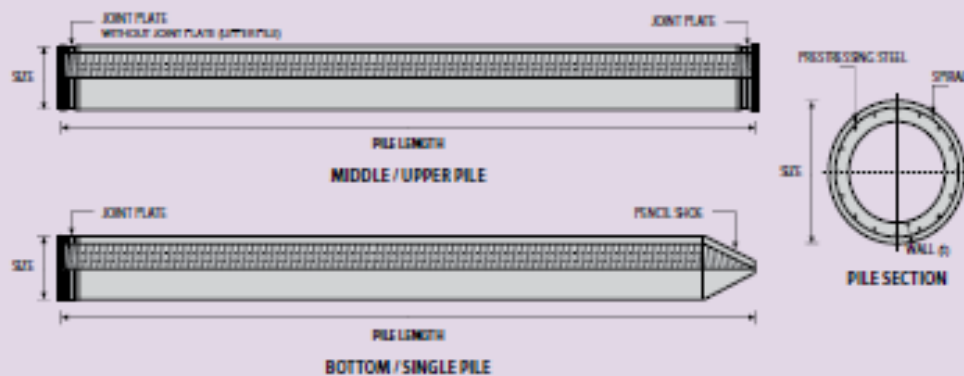 JOINT PLATE
WITHOUT JOINT PLATE (UPPER PILE)
JOINT PLATE
SIZE
PILE LENGTH
MIDDLE / UPPER PILE
PRESTRESSING STEEL
SPIRAL
SIZE
WALL (t)
PILE SECTION
JOINT PLATE
PENCIL SHOE
SIZE
PILE LENGTH
BOTTOM / SINGLE PILE